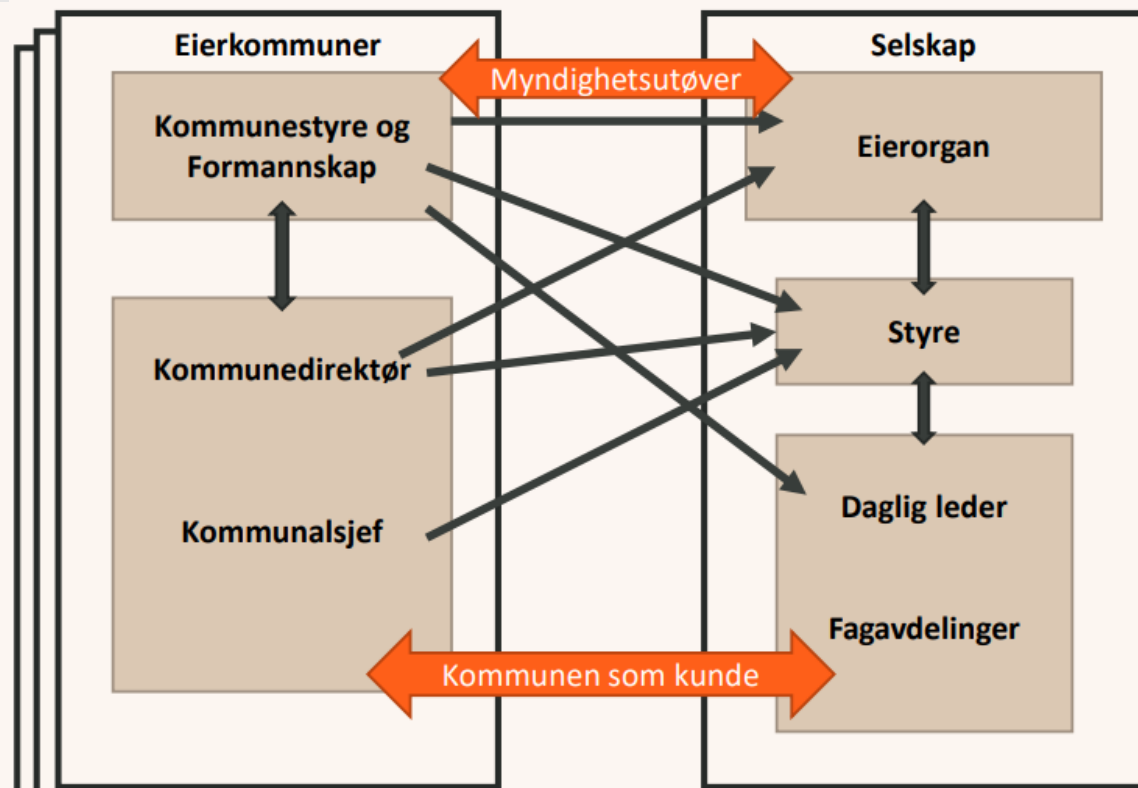 Eierkommuner
Kommunestyre og
Formannskap
Kommunedirektør
Kommunalsjef
Myndighetsutøver
Kommunen som kunde
Selskap
Eierorgan
Styre
Daglig leder
Fagavdelinger